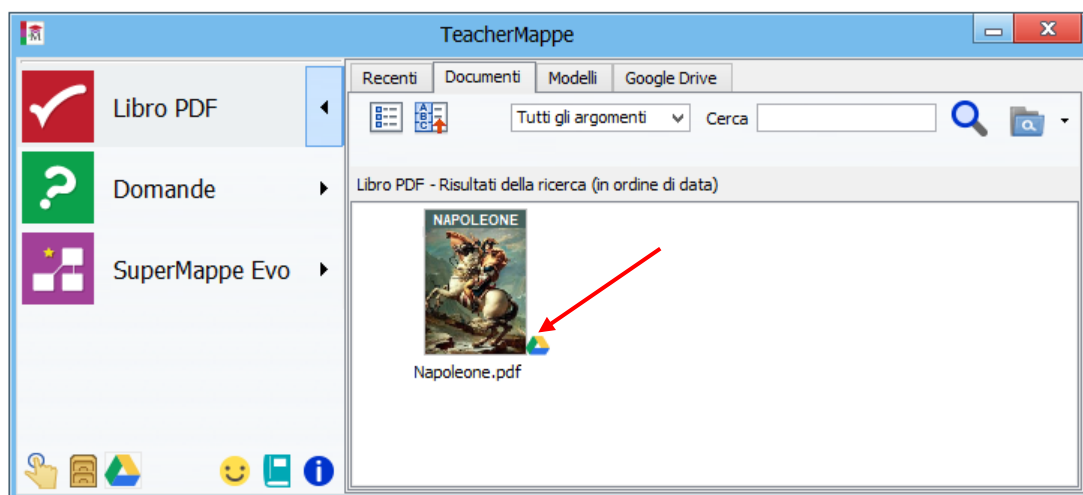 TeacherMappe
Libro PDF
Domande
SuperMappe Evo
Recenti Documenti Modelli Google Drive
A
B
C
Tutti gli argomenti Cerca
Libro PDF - Risultati della ricerca (in ordine di data)
NAPOLEONE
Napoleone.pdf